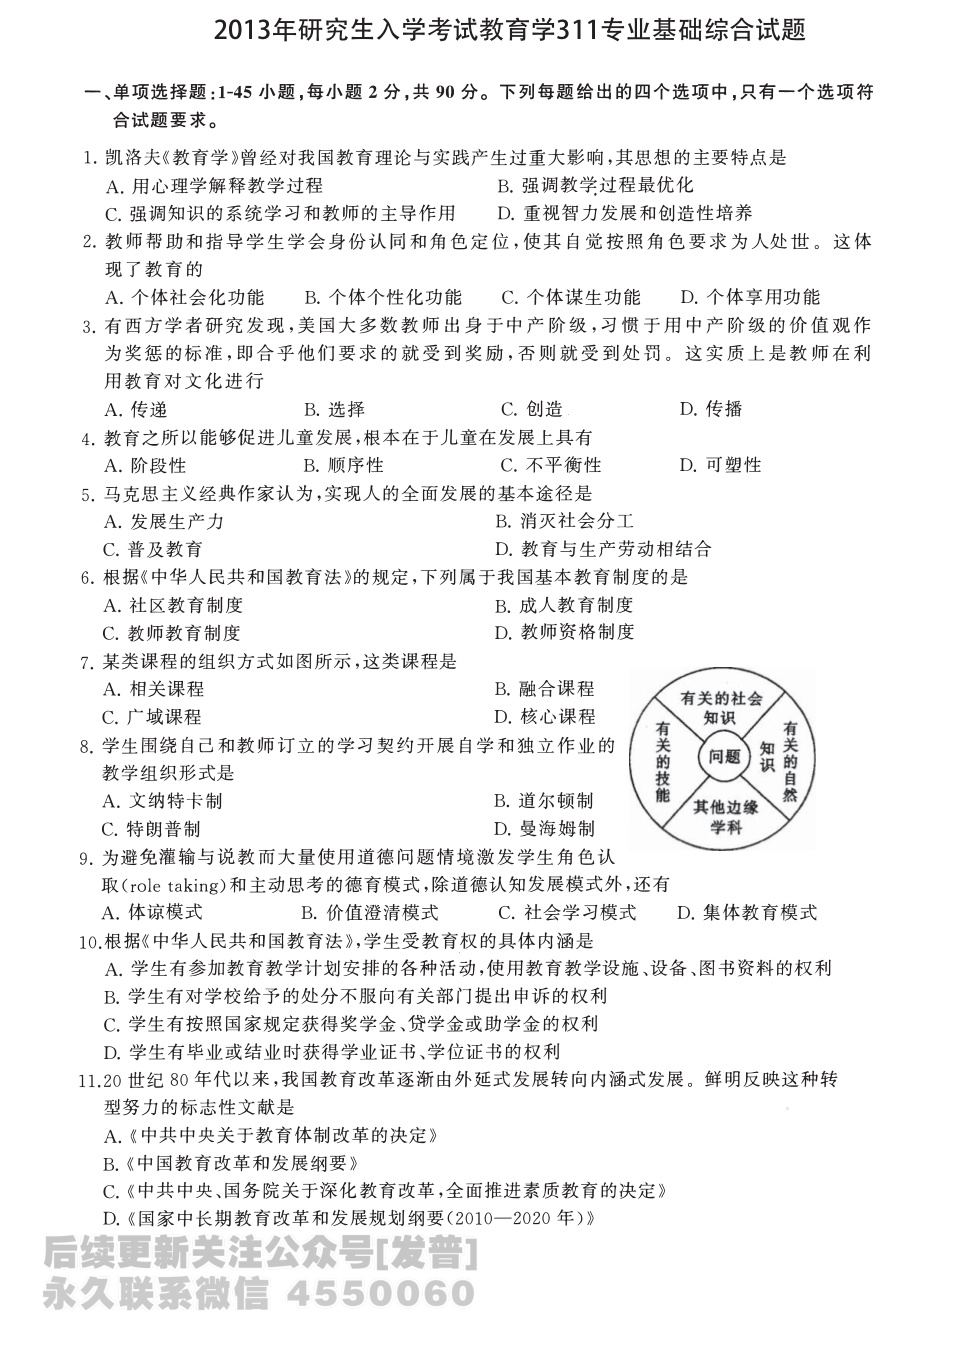 2013年研究生入学考试教育学311专业基础综合试题
一、单项选择题:1-45 小题,每小题 2 分,共 90 分。下列每题给出的四个选项中,只有一个选项符
合试题要求。
1. 凯洛夫《教育学》曾经对我国教育理论与实践产生过重大影响,其思想的主要特点是
A. 用心理学解释教学过程 B. 强调教学过程最优化
C. 强调知识的系统学习和教师的主导作用 D. 重视智力发展和创造性培养
2. 教师帮助和指导学生学会身份认同和角色定位,使其自觉按照角色要求为人处世。这体
现了教育的
A. 个体社会化功能 B. 个体个性化功能 C. 个体谋生功能 D. 个体享用功能
3. 有西方学者研究发现,美国大多数教师出身于中产阶级,习惯于用中产阶级的价值观作
为奖惩的标准,即合乎他们要求的就受到奖励,否则就受到处罚。这实质上是教师在利
用教育对文化进行
A. 传递 B. 选择 C. 创造 D. 传播
4. 教育之所以能够促进儿童发展,根本在于儿童在发展上具有
A. 阶段性 B. 顺序性 C. 不平衡性 D. 可塑性
5. 马克思主义经典作家认为,实现人的全面发展的基本途径是
A. 发展生产力 B. 消灭社会分工
C. 普及教育 D. 教育与生产劳动相结合
6. 根据《中华人民共和国教育法》的规定,下列属于我国基本教育制度的是
A. 社区教育制度 B. 成人教育制度
C. 教师教育制度 D. 教师资格制度
7. 某类课程的组织方式如图所示,这类课程是
A. 相关课程 B. 融合课程
C. 广域课程 D. 核心课程
有关的社会
知识
有关的技能
问题
有关的自然
知识
其他边缘
学科
8. 学生围绕自己和教师订立的学习契约开展自学和独立作业的
教学组织形式是
A. 文纳特卡制 B. 道尔顿制
C. 特朗普制 D. 曼海姆制
9. 为避免灌输与说教而大量使用道德问题情境激发学生角色认
取(role taking)和主动思考的德育模式,除道德认知发展模式外,还有
A. 体谅模式 B. 价值澄清模式 C. 社会学习模式 D. 集体教育模式
10.根据《中华人民共和国教育法》,学生受教育权的具体内涵是
A. 学生有参加教育教学计划安排的各种活动,使用教育教学设施、设备、图书资料的权利
B. 学生有对学校给予的处分不服向有关部门提出申诉的权利
C. 学生有按照国家规定获得奖学金、贷学金或助学金的权利
D. 学生有毕业或结业时获得学业证书、学位证书的权利
11.20 世纪 80 年代以来,我国教育改革逐渐由外延式发展转向内涵式发展。鲜明反映这种转
型努力的标志性文献是
A.《中共中央关于教育体制改革的决定》
B.《中国教育改革和发展纲要》
C.《中共中央、国务院关于深化教育改革,全面推进素质教育的决定》
D.《国家中长期教育改革和发展规划纲要(2010—2020 年)》
后续更新关注公众号[发普]
永久联系微信 4550060